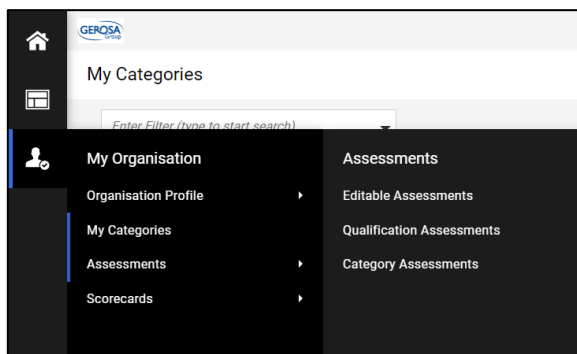 GEROSA
Group
My Categories
Enter Filter (type to start search)
My Organisation
Organisation Profile
My Categories
Assessments
Scorecards
Assessments
Editable Assessments
Qualification Assessments
Category Assessments